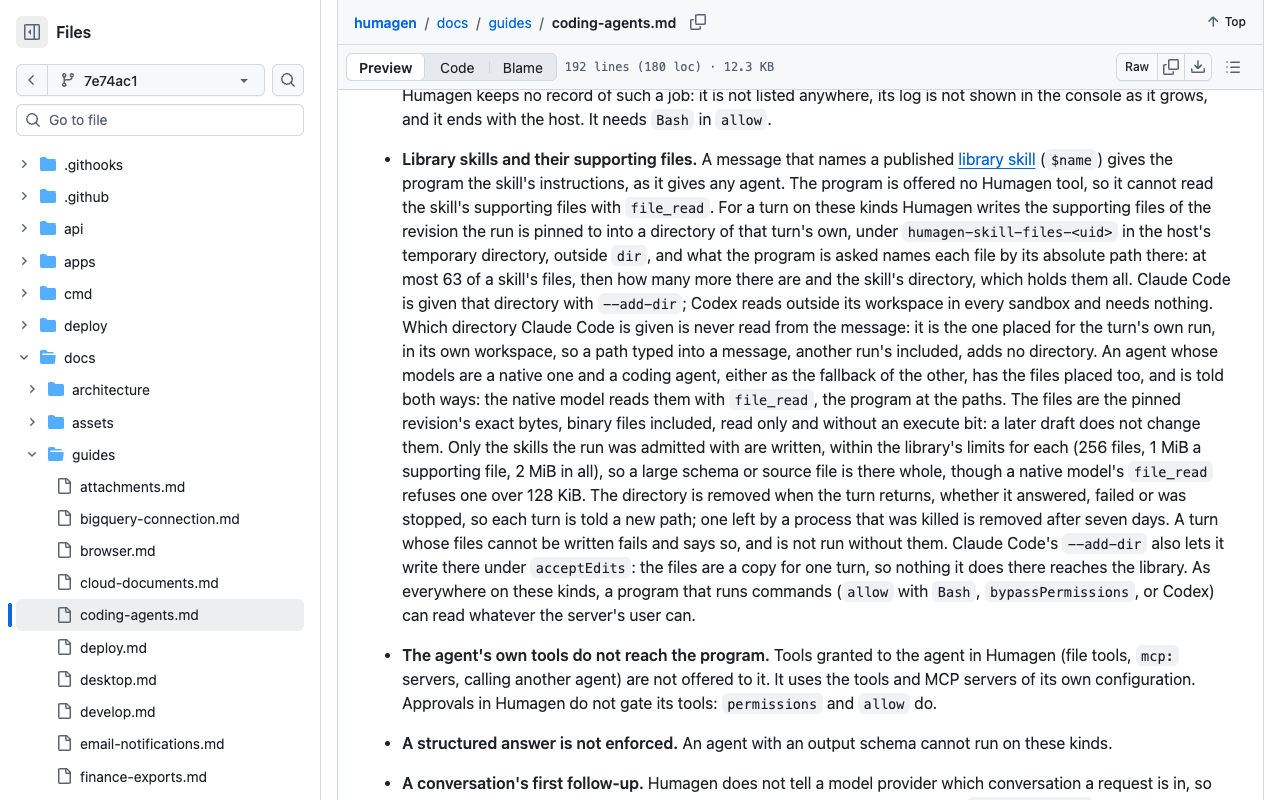 Files
7e74ac1
Go to file
.githooks
.github
api
apps
cmd
deploy
docs
architecture
assets
guides
attachments.md
bigquery-connection.md
browser.md
cloud-documents.md
coding-agents.md
deploy.md
desktop.md
develop.md
email-notifications.md
finance-exports.md
humagen / docs / guides / coding-agents.md
Top
Preview Code Blame 192 lines (180 loc) · 12.3 KB
Raw
Humagen keeps no record of such a job: it is not listed anywhere, its log is not shown in the console as it grows,
and it ends with the host. It needs Bash in allow.
• Library skills and their supporting files. A message that names a published library skill ($name) gives the
program the skill's instructions, as it gives any agent. The program is offered no Humagen tool, so it cannot read
the skill's supporting files with file_read. For a turn on these kinds Humagen writes the supporting files of the
revision the run is pinned to into a directory of that turn's own, under humagen-skill-files-<uid> in the host's
temporary directory, outside dir, and what the program is asked names each file by its absolute path there: at
most 63 of a skill's files, then how many more there are and the skill's directory, which holds them all. Claude Code
is given that directory with --add-dir; Codex reads outside its workspace in every sandbox and needs nothing.
Which directory Claude Code is given is never read from the message: it is the one placed for the turn's own run,
in its own workspace, so a path typed into a message, another run's included, adds no directory. An agent whose
models are a native one and a coding agent, either as the fallback of the other, has the files placed too, and is told
both ways: the native model reads them with file_read, the program at the paths. The files are the pinned
revision's exact bytes, binary files included, read only and without an execute bit: a later draft does not change
them. Only the skills the run was admitted with are written, within the library's limits for each (256 files, 1 MiB a
supporting file, 2 MiB in all), so a large schema or source file is there whole, though a native model's file_read
refuses one over 128 KiB. The directory is removed when the turn returns, whether it answered, failed or was
stopped, so each turn is told a new path; one left by a process that was killed is removed after seven days. A turn
whose files cannot be written fails and says so, and is not run without them. Claude Code's --add-dir also lets it
write there under acceptEdits: the files are a copy for one turn, so nothing it does there reaches the library. As
everywhere on these kinds, a program that runs commands (allow with Bash, bypassPermissions, or Codex)
can read whatever the server's user can.
• The agent's own tools do not reach the program. Tools granted to the agent in Humagen (file tools, mcp:
servers, calling another agent) are not offered to it. It uses the tools and MCP servers of its own configuration.
Approvals in Humagen do not gate its tools: permissions and allow do.
• A structured answer is not enforced. An agent with an output schema cannot run on these kinds.
• A conversation's first follow-up. Humagen does not tell a model provider which conversation a request is in, so